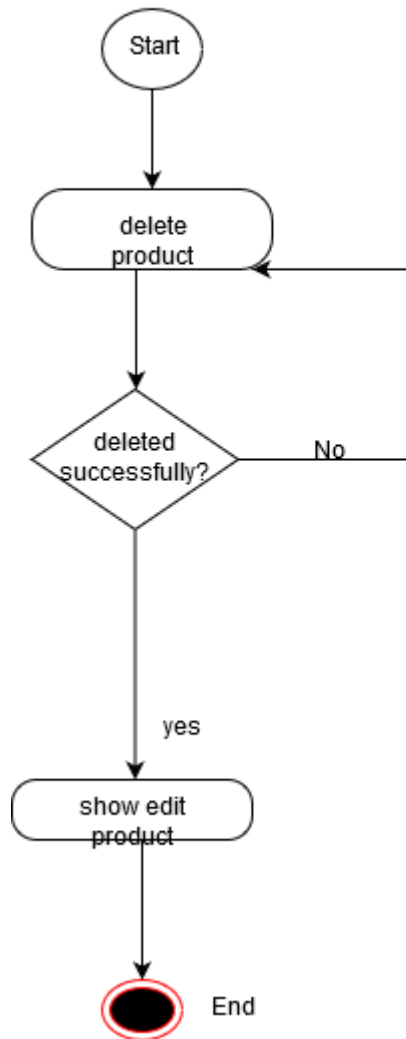 Start
delete
product
deleted
successfully?
No
yes
show edit
product
End